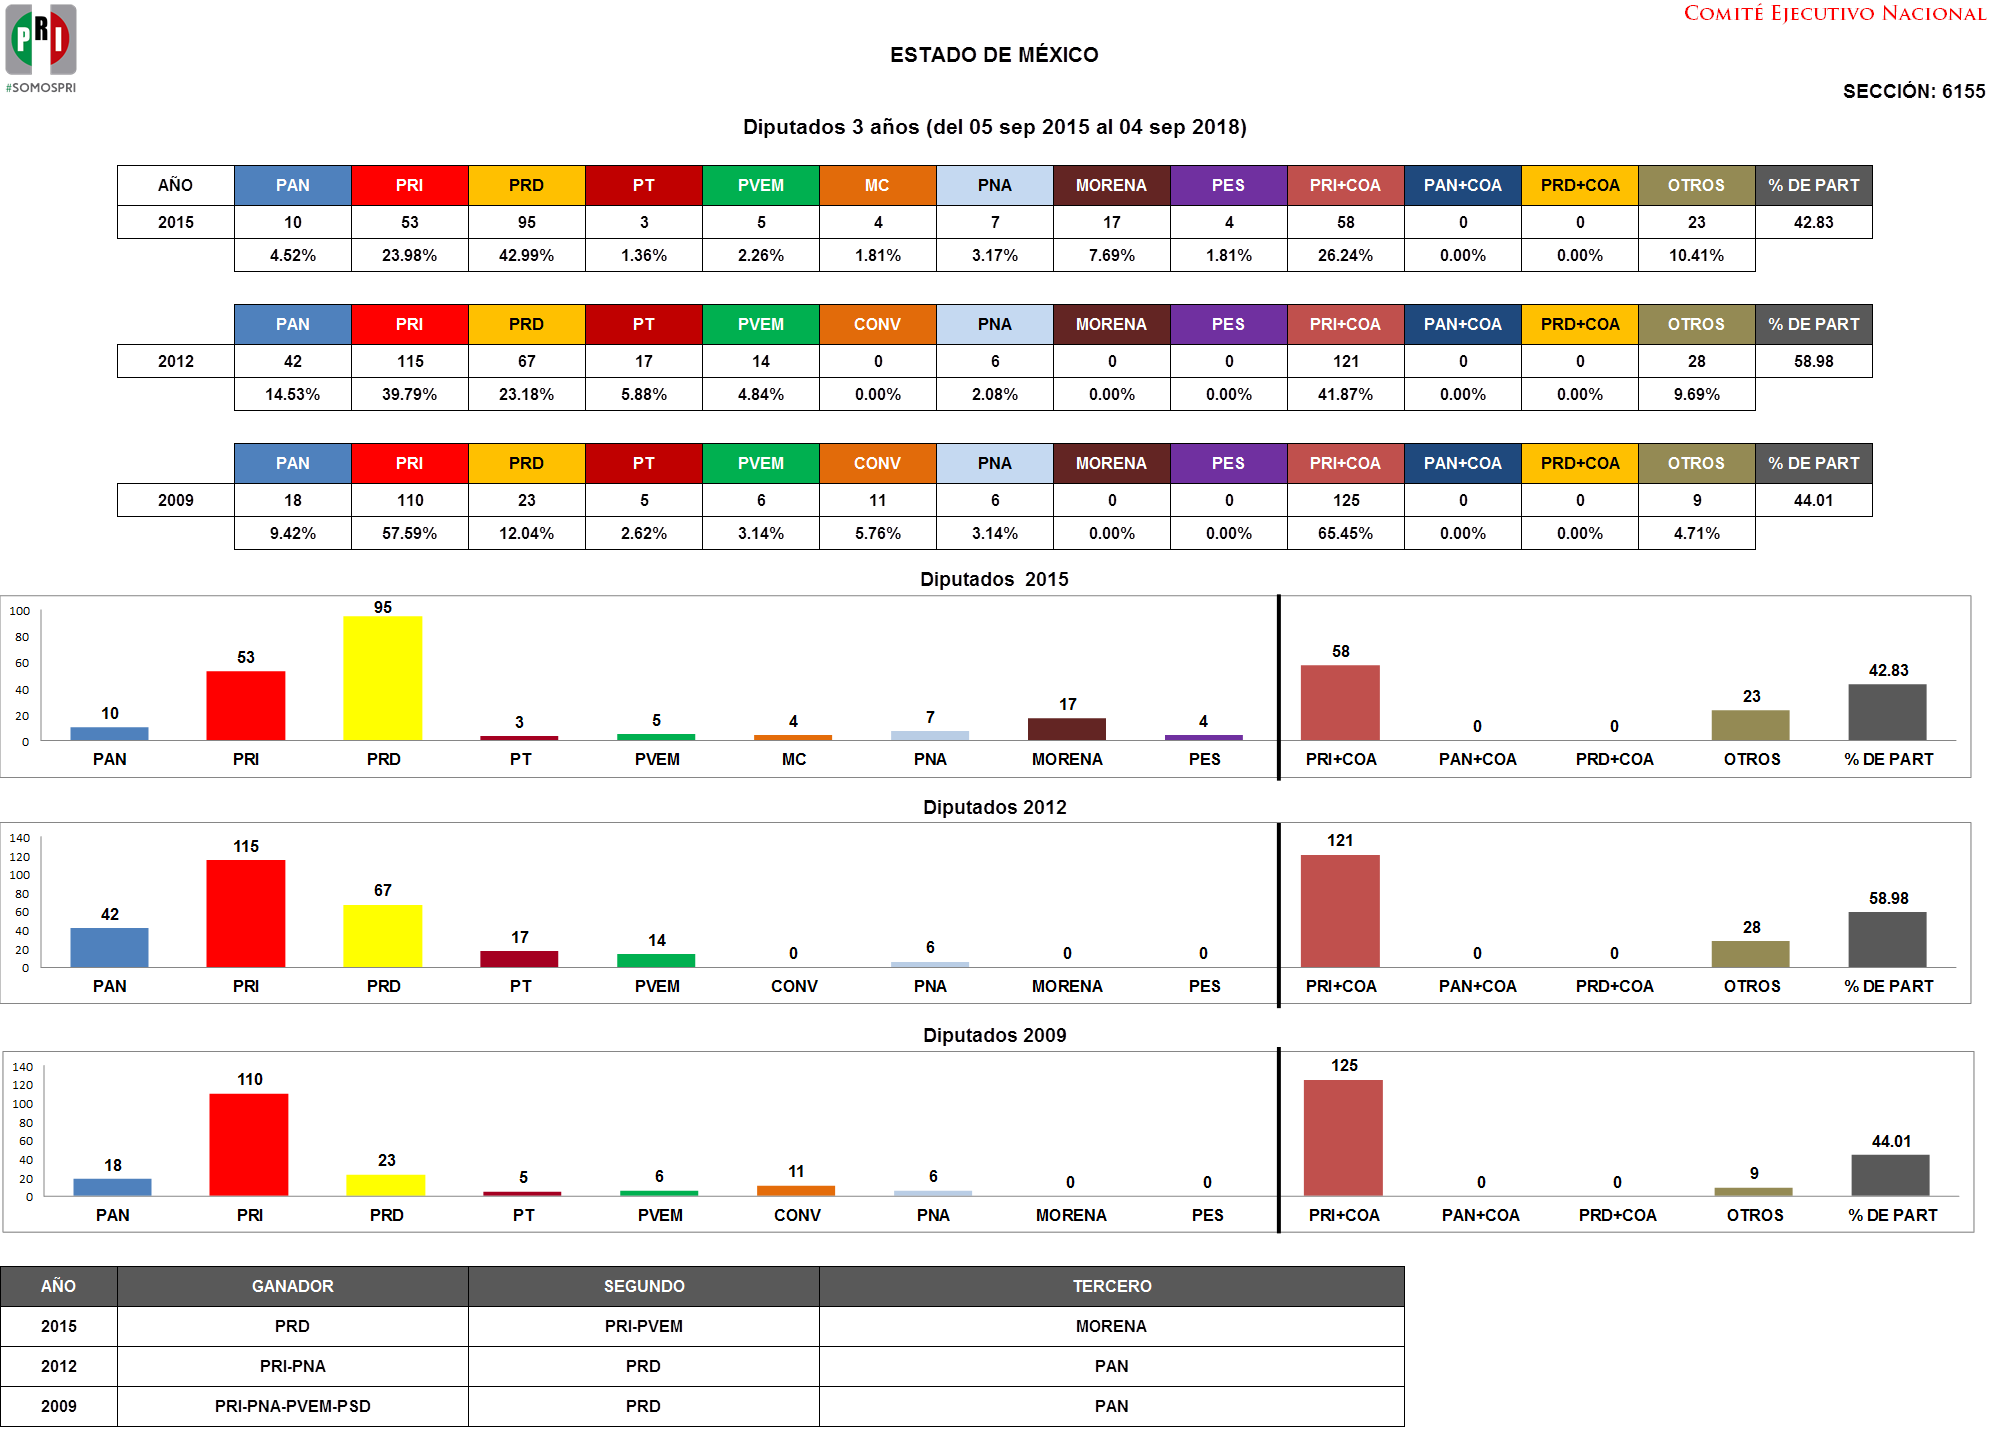 PRI
#SOMOSPRI
COMITÉ EJECUTIVO NACIONAL
ESTADO DE MÉXICO
SECCIÓN: 6155
Diputados 3 años (del 05 sep 2015 al 04 sep 2018)
AÑO PAN PRI PRD PT PVEM MC PNA MORENA PES PRI+COA PAN+COA PRD+COA OTROS % DE PART
2015 10 53 95 3 5 4 7 17 4 58 0 0 23 42.83
4.52% 23.98% 42.99% 1.36% 2.26% 1.81% 3.17% 7.69% 1.81% 26.24% 0.00% 0.00% 10.41%
PAN PRI PRD PT PVEM CONV PNA MORENA PES PRI+COA PAN+COA PRD+COA OTROS % DE PART
2012 42 115 67 17 14 0 6 0 0 121 0 0 28 58.98
14.53% 39.79% 23.18% 5.88% 4.84% 0.00% 2.08% 0.00% 0.00% 41.87% 0.00% 0.00% 9.69%
PAN PRI PRD PT PVEM CONV PNA MORENA PES PRI+COA PAN+COA PRD+COA OTROS % DE PART
2009 18 110 23 5 6 11 6 0 0 125 0 0 9 44.01
9.42% 57.59% 12.04% 2.62% 3.14% 5.76% 3.14% 0.00% 0.00% 65.45% 0.00% 0.00% 4.71%
Diputados 2015
100
80
60
40
20
0
10 53 95 3 5 4 7 17 4 58 0 0 23 42.83
PAN PRI PRD PT PVEM MC PNA MORENA PES PRI+COA PAN+COA PRD+COA OTROS % DE PART
Diputados 2012
140
120
100
80
60
40
20
0
42 115 67 17 14 0 6 0 0 121 0 0 28 58.98
PAN PRI PRD PT PVEM CONV PNA MORENA PES PRI+COA PAN+COA PRD+COA OTROS % DE PART
Diputados 2009
140
120
100
80
60
40
20
0
18 110 23 5 6 11 6 0 0 125 0 0 9 44.01
PAN PRI PRD PT PVEM CONV PNA MORENA PES PRI+COA PAN+COA PRD+COA OTROS % DE PART
AÑO GANADOR SEGUNDO TERCERO
2015 PRD PRI-PVEM MORENA
2012 PRI-PNA PRD PAN
2009 PRI-PNA-PVEM-PSD PRD PAN